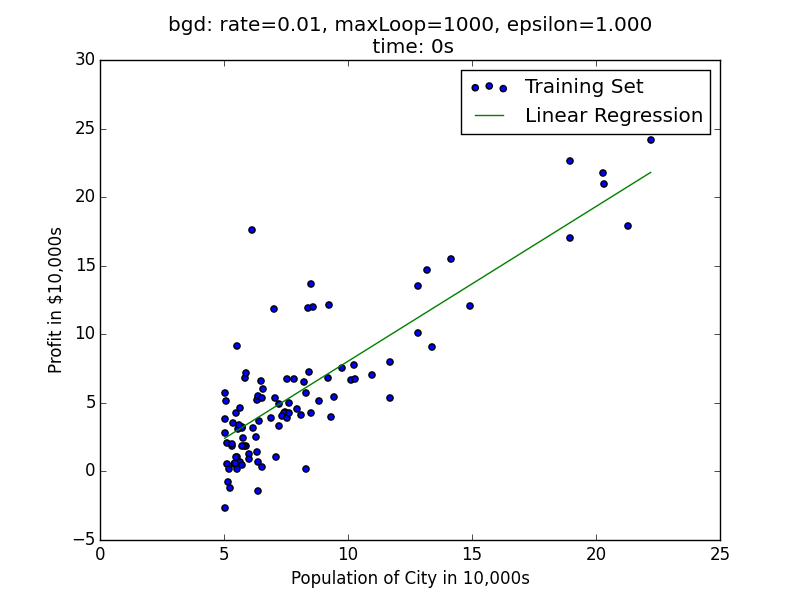 bgd: rate=0.01, maxLoop=1000, epsilon=1.000
time: 0s
30
25
20
15
10
5
0
−5
Profit in $10,000s
Training Set
Linear Regression
0 5 10 15 20 25
Population of City in 10,000s